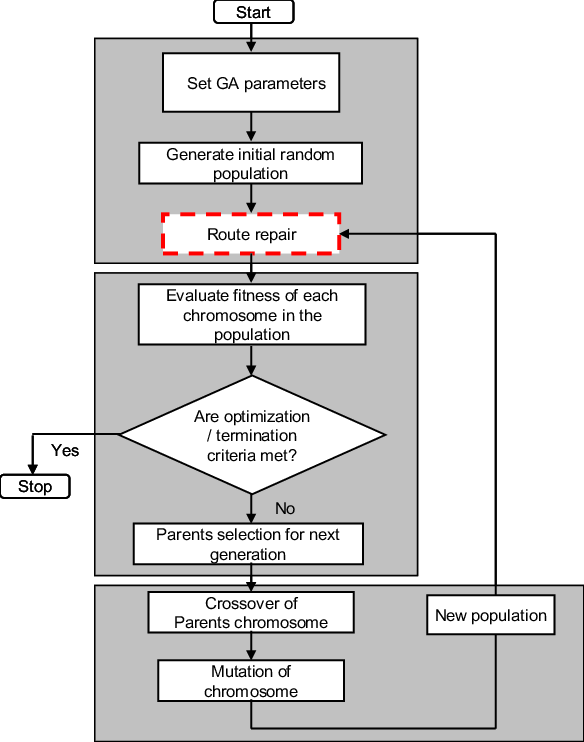 Start
Set GA parameters
Generate initial random
population
Route repair
Evaluate fitness of each
chromosome in the
population
Are optimization
/ termination
criteria met?
Yes
Stop
No
Parents selection for next
generation
Crossover of
Parents chromosome
New population
Mutation of
chromosome